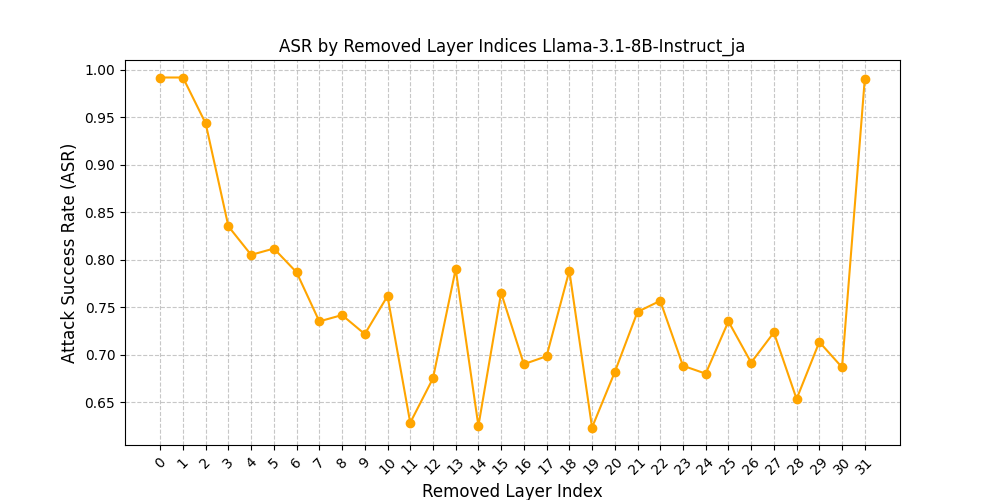 ASR by Removed Layer Indices Llama-3.1-8B-Instruct_ja
Attack Success Rate (ASR)
1.00
0.95
0.90
0.85
0.80
0.75
0.70
0.65
0 1 2 3 4 5 6 7 8 9 10 11 12 13 14 15 16 17 18 19 20 21 22 23 24 25 26 27 28 29 30 31
Removed Layer Index